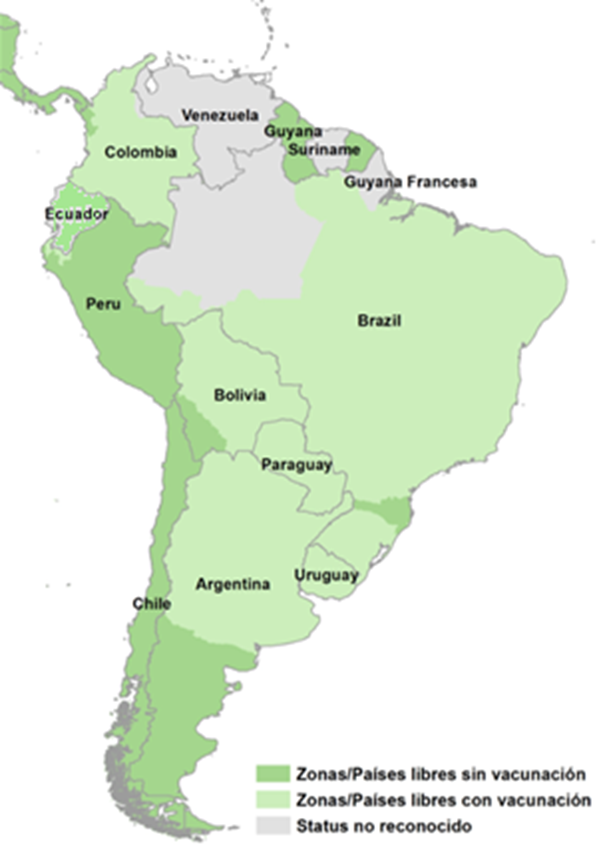 Venezuela
Guyana
Colombia
Suriname
Guyana Francesa
Ecuador
Peru
Brazil
Bolivia
Paraguay
Argentina
Uruguay
Chile
Zonas/Países libres sin vacunación
Zonas/Países libres con vacunación
Status no reconocido